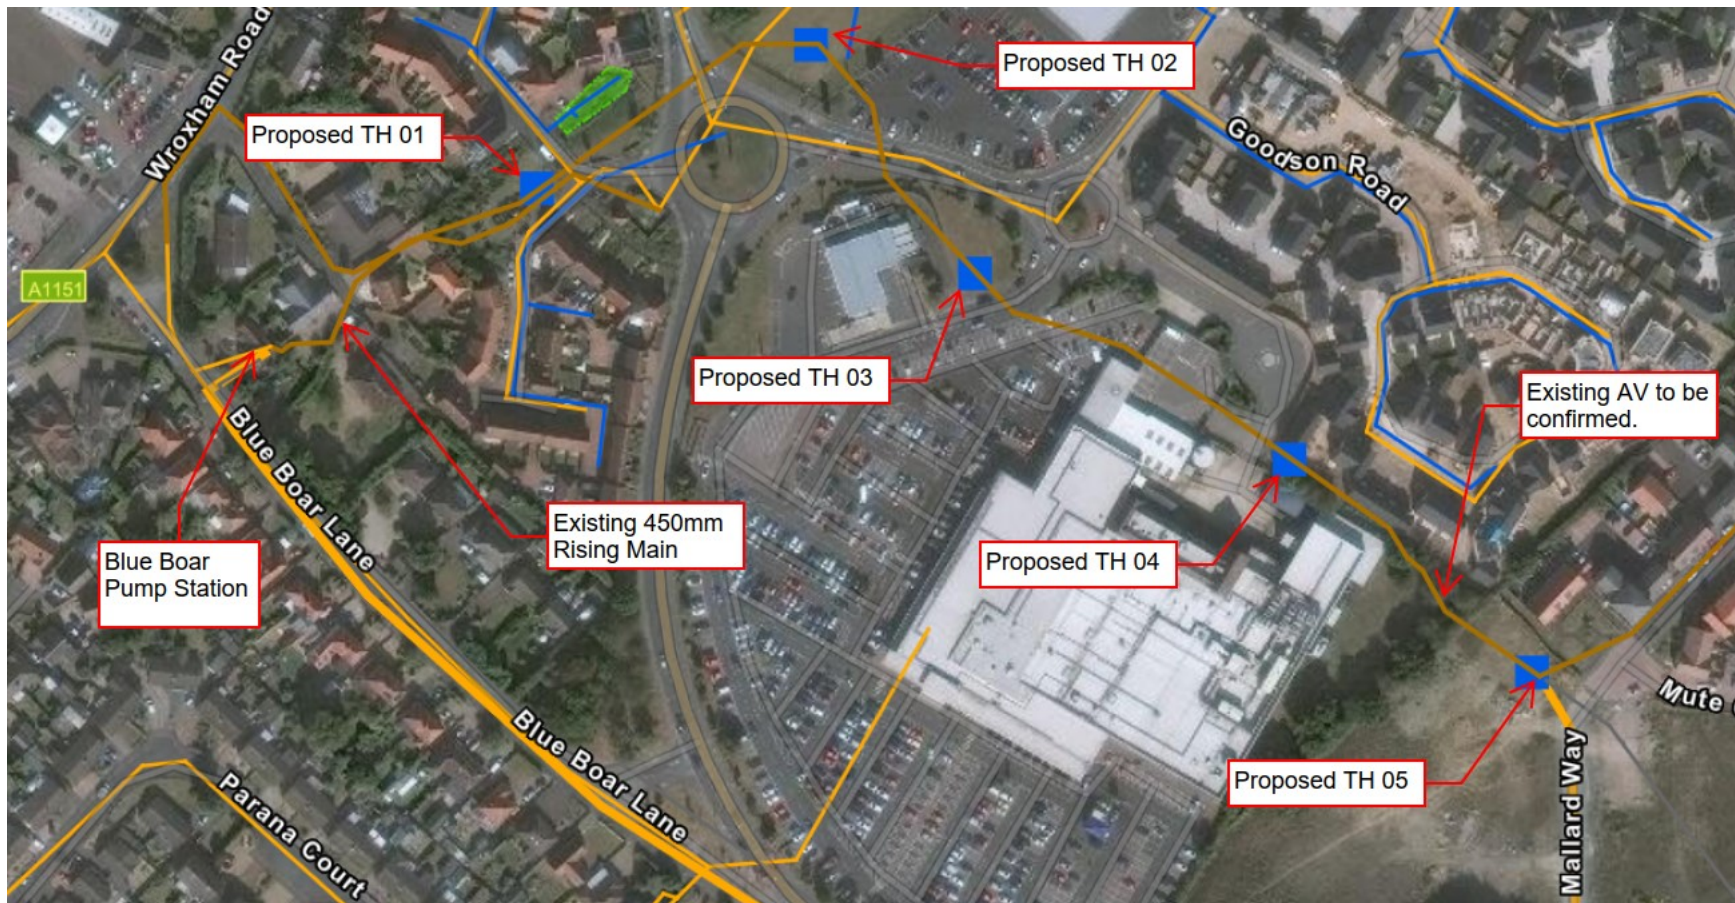 Wroxham Road
Proposed TH 02
Proposed TH 01
Goodson Road
A1151
Proposed TH 03
Existing AV to be
confirmed.
Blue Boar Lane
Existing 450mm
Rising Main
Blue Boar
Pump Station
Proposed TH 04
Blue Boar Lane
Mute
Mallard Way
Proposed TH 05
Parana Court